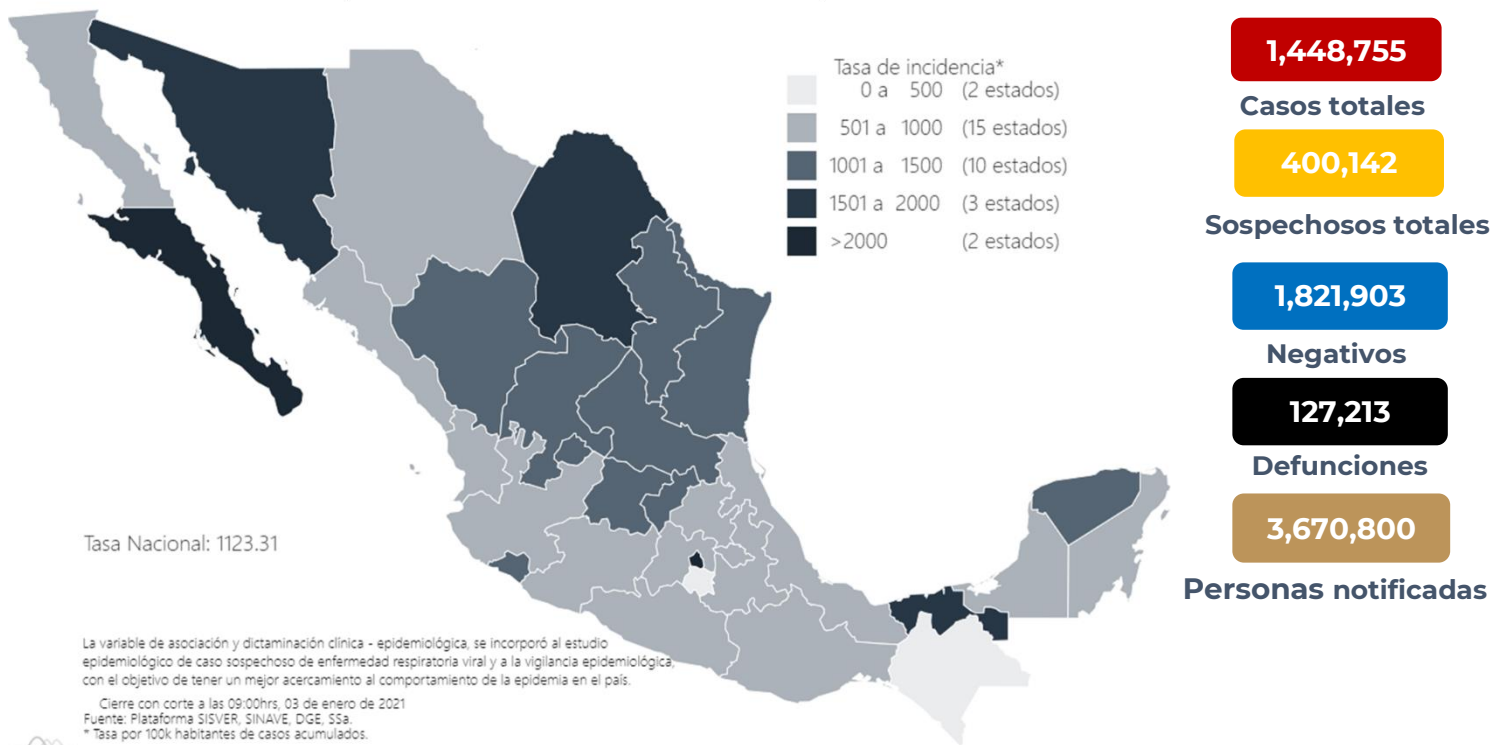 Tasa de incidencia*
0 a 500 (2 estados)
501 a 1000 (15 estados)
1001 a 1500 (10 estados)
1501 a 2000 (3 estados)
>2000 (2 estados)
1,448,755
Casos totales
400,142
Sospechosos totales
1,821,903
Negativos
127,213
Defunciones
3,670,800
Personas notificadas
Tasa Nacional: 1123.31
La variable de asociación y dictaminación clínica - epidemiológica, se incorporó al estudio
epidemiológico de caso sospechoso de enfermedad respiratoria viral y a la vigilancia epidemiológica,
con el objetivo de tener un mejor acercamiento al comportamiento de la epidemia en el país.
Cierre con corte a las 09:00hrs, 03 de enero de 2021
Fuente: Plataforma SISVER, SINAVE, DGE, SSa.
* Tasa por 100k habitantes de casos acumulados.